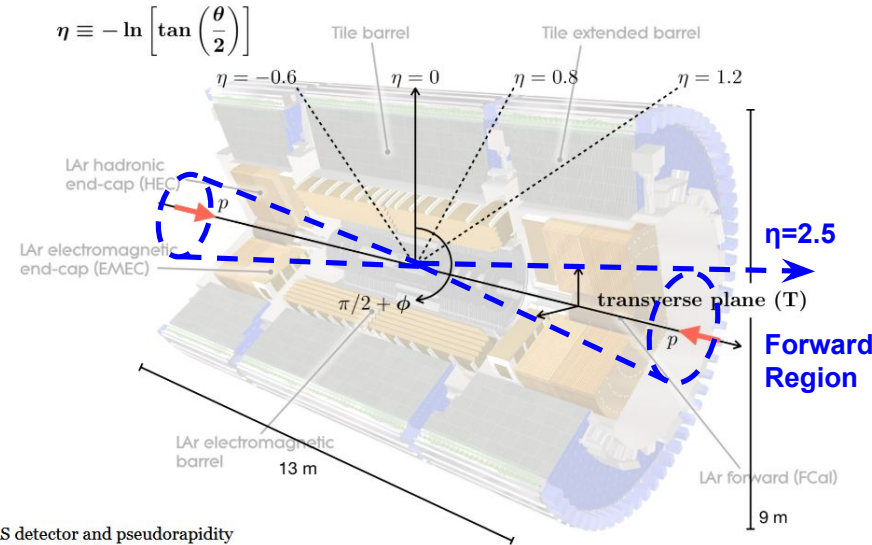 η ≡ − ln [tan (θ/2)]
Tile barrel
Tile extended barrel
η = −0.6
η = 0
η = 0.8
η = 1.2
LAr hadronic
end-cap (HEC)
p
LAr electromagnetic
end-cap (EMEC)
η=2.5
π/2 + ϕ
transverse plane (T)
p
Forward
Region
LAr electromagnetic
barrel
13 m
LAr forward (FCal)
9 m
S detector and pseudorapidity